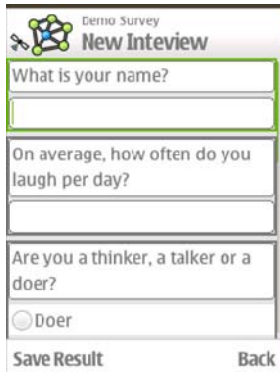 Demo Survey
New Inteview
What is your name?
On average, how often do you
laugh per day?
Are you a thinker, a talker or a
doer?
Doer
Save Result Back